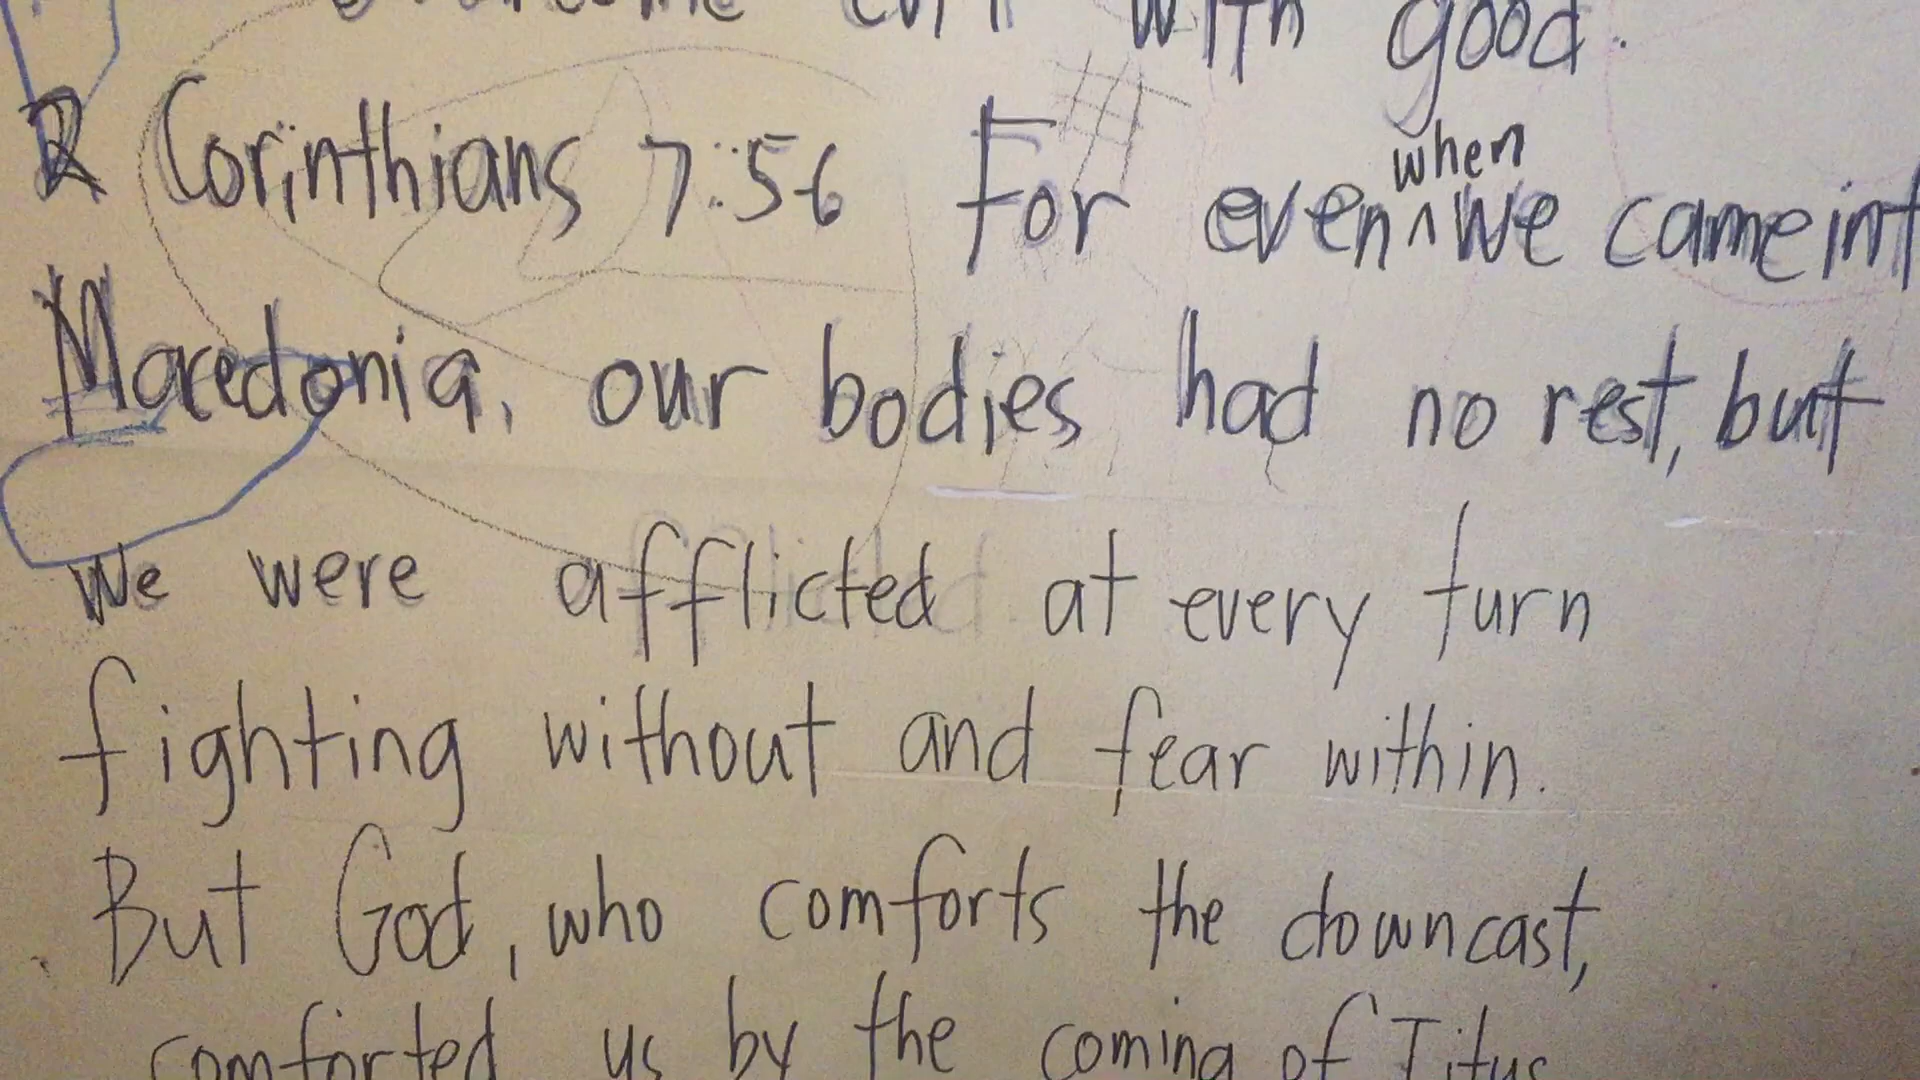 overcome evil with good.
2 Corinthians 7:5-6 For even when we came int
Macedonia, our bodies had no rest, but
we were afflicted at every turn
fighting without and fear within.
But God, who comforts the downcast,
comforted us by the coming of Titus